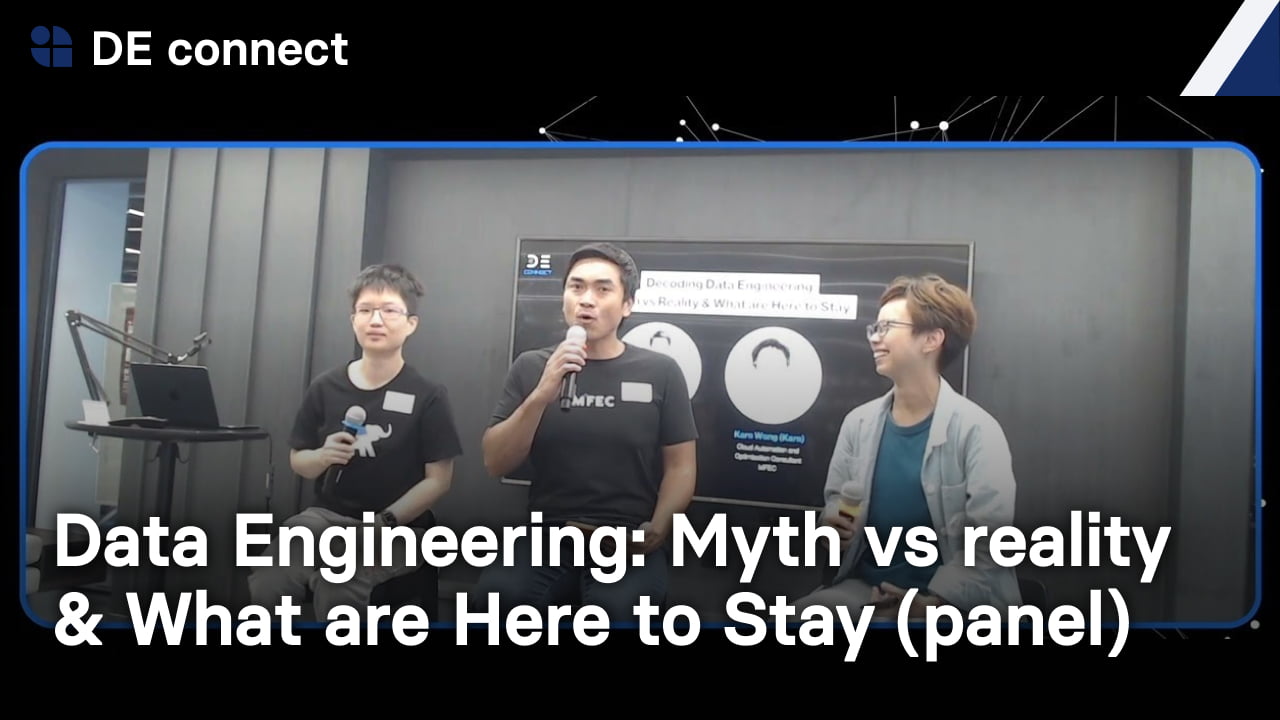 DE connect
DE
CONNECT
Decoding Data Engineering
vs Reality & What are Here to Stay
MFEC
Karn Wong (Karn)
Cloud Automation and
Optimization Consultant
MFEC
Data Engineering: Myth vs reality
& What are Here to Stay (panel)